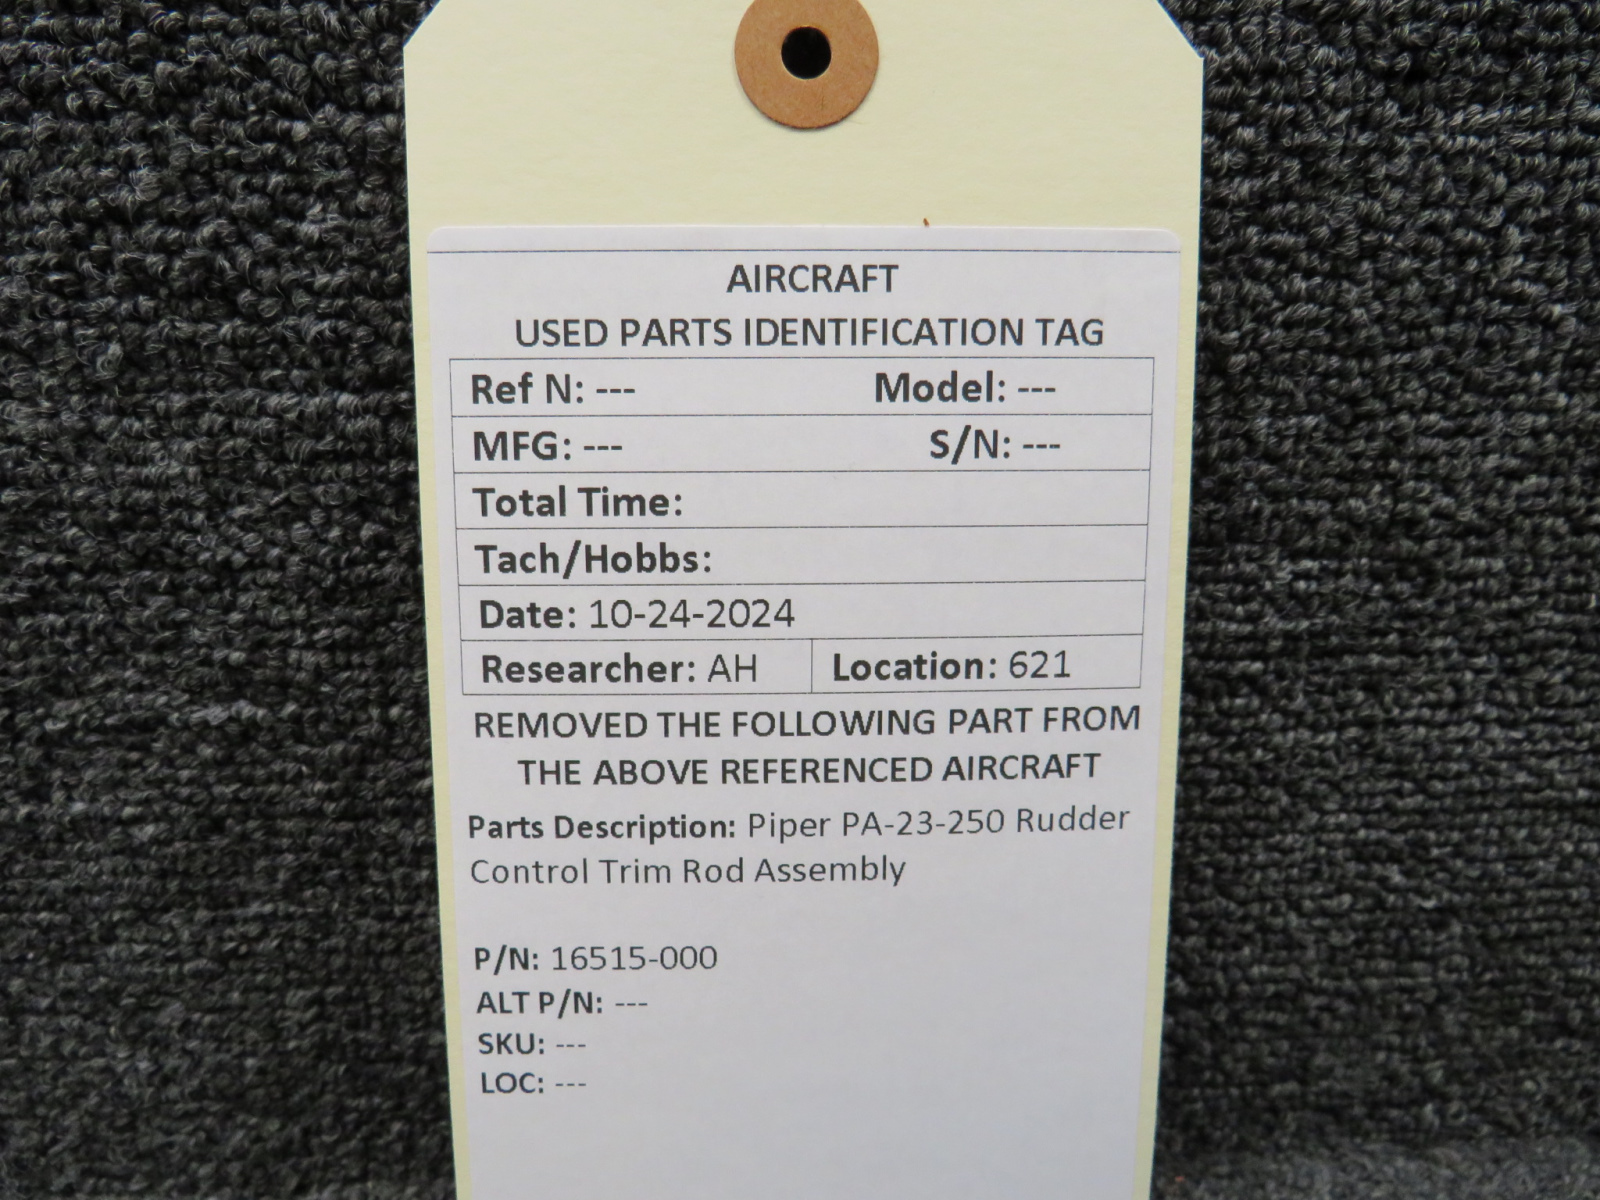 AIRCRAFT
USED PARTS IDENTIFICATION TAG
Ref N: --- Model: ---
MFG: --- S/N: ---
Total Time:
Tach/Hobbs:
Date: 10-24-2024
Researcher: AH Location: 621
REMOVED THE FOLLOWING PART FROM
THE ABOVE REFERENCED AIRCRAFT
Parts Description: Piper PA-23-250 Rudder
Control Trim Rod Assembly
P/N: 16515-000
ALT P/N: ---
SKU: ---
LOC: ---